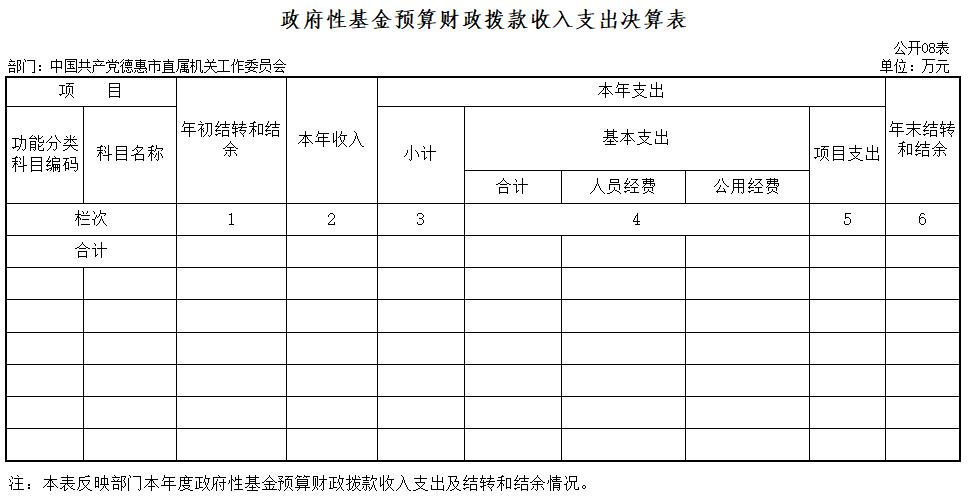 政府性基金预算财政拨款收入支出决算表
公开08表
部门：中国共产党德惠市直属机关工作委员会 单位：万元
项 目 年初结转和结余 本年收入 本年支出 年末结转和结余
功能分类科目编码 科目名称 小计 基本支出 项目支出
合计 人员经费 公用经费
栏次 1 2 3 4 5 6
合计
注：本表反映部门本年度政府性基金预算财政拨款收入支出及结转和结余情况。